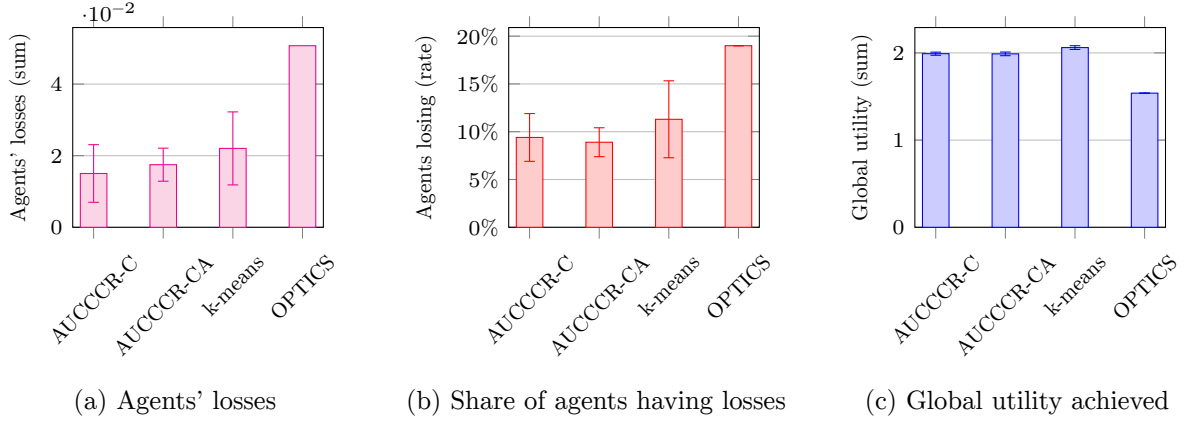 ·10−2
Agents' losses (sum)
4
2
0
AUCCCR-C
AUCCCR-CA
k-means
OPTICS
(a) Agents' losses
Agents losing (rate)
20%
15%
10%
5%
0%
AUCCCR-C
AUCCCR-CA
k-means
OPTICS
(b) Share of agents having losses
Global utility (sum)
2
1
0
AUCCCR-C
AUCCCR-CA
k-means
OPTICS
(c) Global utility achieved